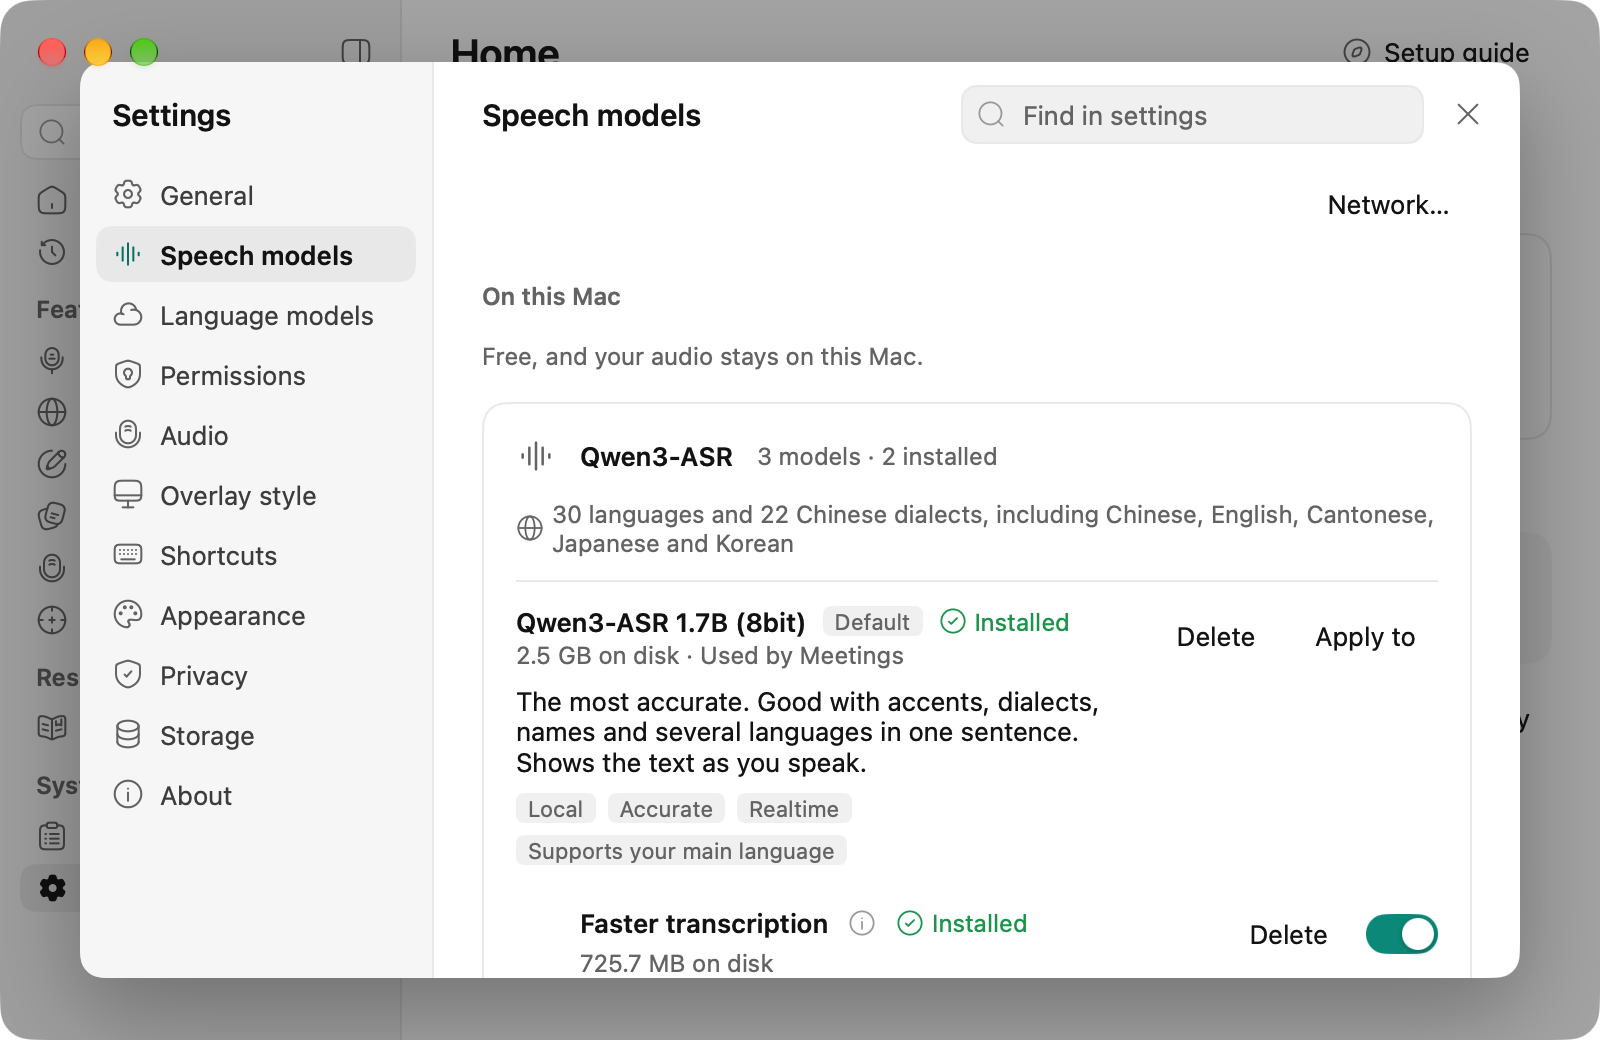 Home
Setup guide
Settings
General
Speech models
Language models
Permissions
Audio
Overlay style
Shortcuts
Appearance
Privacy
Storage
About
Speech models
Find in settings
Network...
On this Mac
Free, and your audio stays on this Mac.
Qwen3-ASR 3 models · 2 installed
30 languages and 22 Chinese dialects, including Chinese, English, Cantonese,
Japanese and Korean
Qwen3-ASR 1.7B (8bit) Default Installed
2.5 GB on disk · Used by Meetings
Delete Apply to
The most accurate. Good with accents, dialects,
names and several languages in one sentence.
Shows the text as you speak.
Local Accurate Realtime
Supports your main language
Faster transcription Installed
725.7 MB on disk
Delete